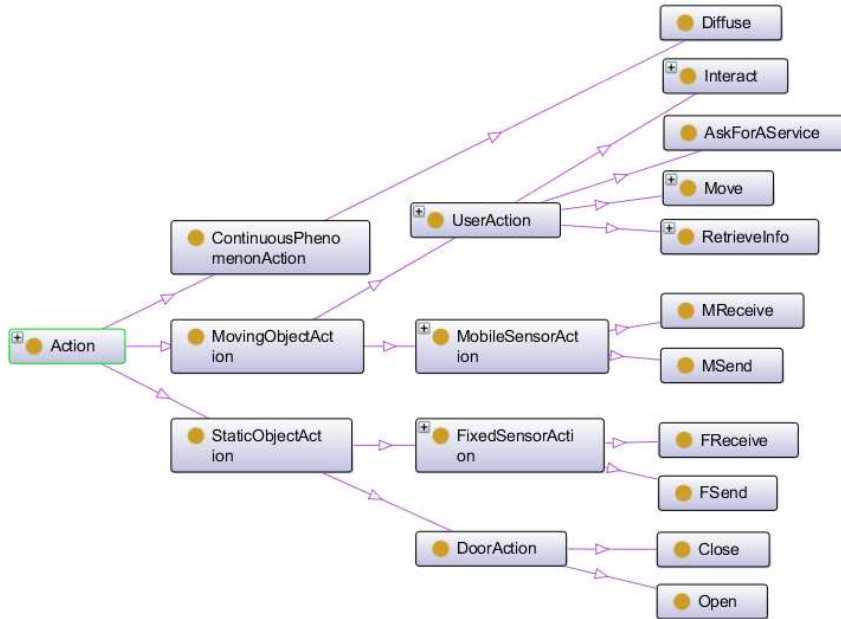 Diffuse
Interact
AskForAService
Move
UserAction
RetrieveInfo
ContinuousPheno
menonAction
MReceive
Action
MovingObjectAct
ion
MobileSensorAct
ion
MSend
StaticObjectAct
ion
FixedSensorActi
on
FReceive
FSend
DoorAction
Close
Open